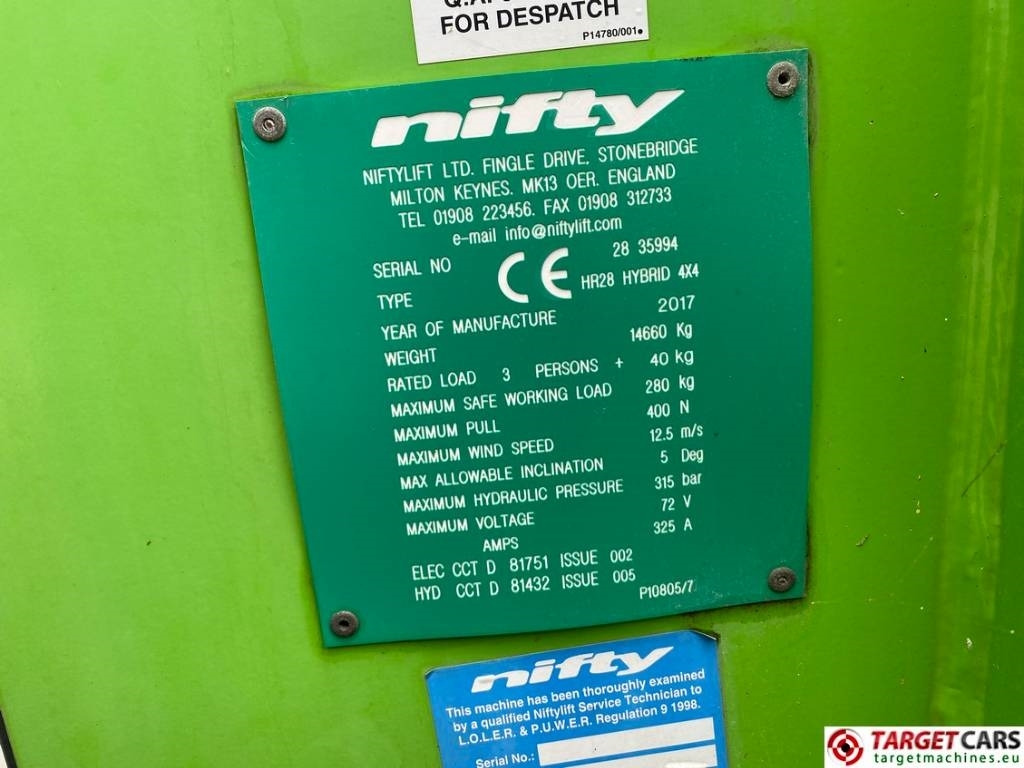 FOR DESPATCH
P14780/001
nifty
NIFTYLIFT LTD. FINGLE DRIVE, STONEBRIDGE
MILTON KEYNES. MK13 OER. ENGLAND
TEL 01908 223456. FAX 01908 312733
e-mail info@niftylift.com
SERIAL NO 28 35994
CE
TYPE HR28 HYBRID 4X4
YEAR OF MANUFACTURE 2017
WEIGHT 14660 Kg
RATED LOAD 3 PERSONS + 40 kg
MAXIMUM SAFE WORKING LOAD 280 kg
MAXIMUM PULL 400 N
MAXIMUM WIND SPEED 12.5 m/s
MAX ALLOWABLE INCLINATION 5 Deg
MAXIMUM HYDRAULIC PRESSURE 315 bar
MAXIMUM VOLTAGE 72 V
AMPS 325 A
ELEC CCT D 81751 ISSUE 002
HYD CCT D 81432 ISSUE 005
P10805/7
nifty
This machine has been thoroughly examined
by a qualified Niftylift Service Technician to
L.O.L.E.R. & P.U.W.E.R. Regulation 9 1998.
Serial No.:
TARGETCARS
targetmachines.eu